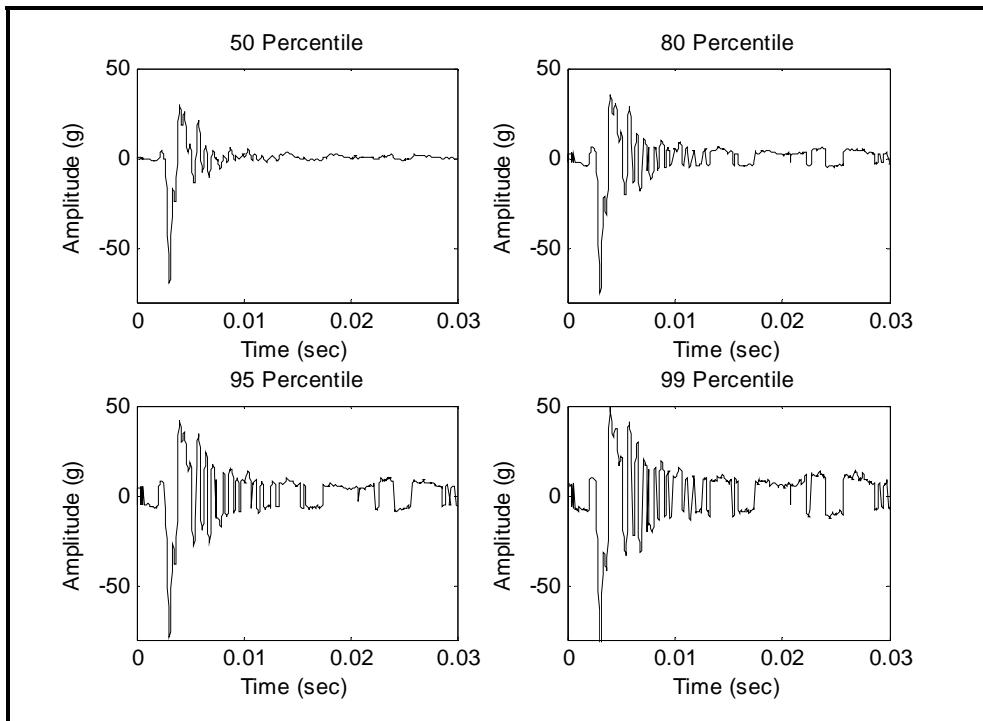 50 Percentile
80 Percentile
50
0
-50
Amplitude (g)
0
0.01
0.02
0.03
Time (sec)
50
0
-50
Amplitude (g)
0
0.01
0.02
0.03
Time (sec)
95 Percentile
99 Percentile
50
0
-50
Amplitude (g)
0
0.01
0.02
0.03
Time (sec)
50
0
-50
Amplitude (g)
0
0.01
0.02
0.03
Time (sec)